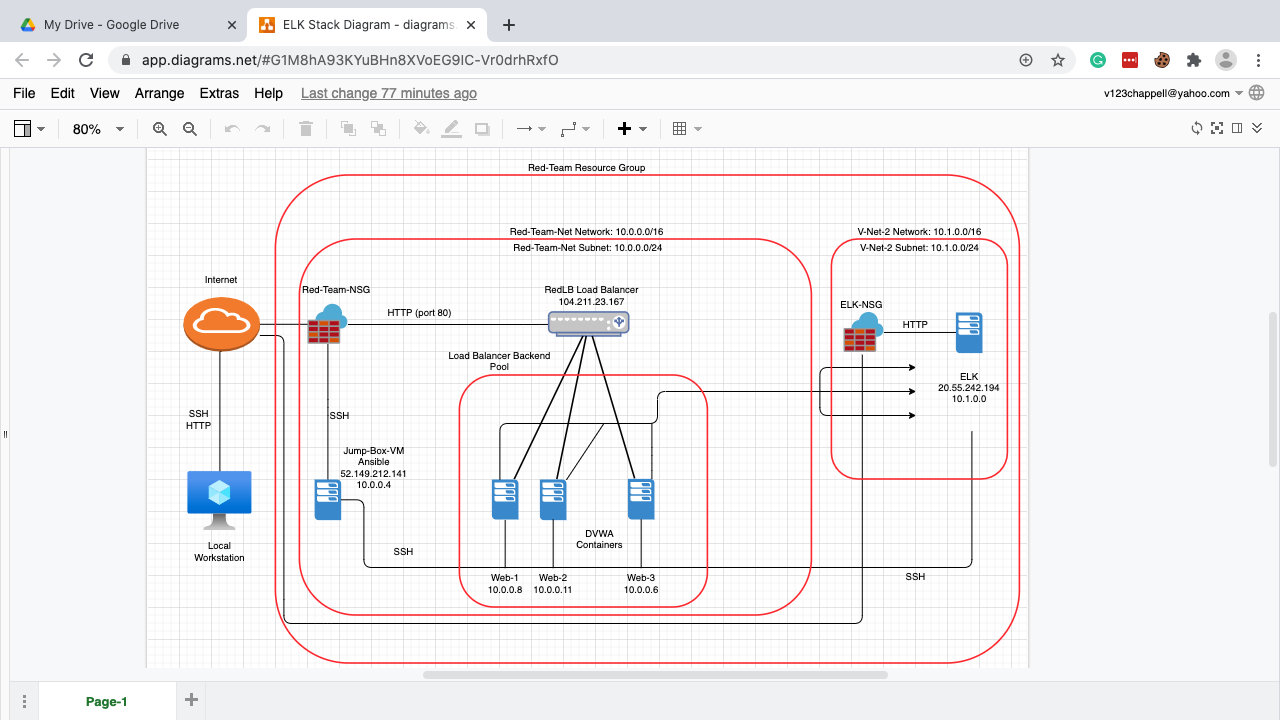 My Drive - Google Drive
ELK Stack Diagram - diagrams.
app.diagrams.net/#G1M8hA93KYuBHn8XVoEG9IC-Vr0drhRxfO
File Edit View Arrange Extras Help Last change 77 minutes ago
v123chappell@yahoo.com
80%
Red-Team Resource Group
Red-Team-Net Network: 10.0.0.0/16
Red-Team-Net Subnet: 10.0.0.0/24
V-Net-2 Network: 10.1.0.0/16
V-Net-2 Subnet: 10.1.0.0/24
Internet
Red-Team-NSG
HTTP (port 80)
RedLB Load Balancer
104.211.23.167
ELK-NSG
HTTP
Load Balancer Backend
Pool
ELK
20.55.242.194
10.1.0.0
SSH
HTTP
SSH
Jump-Box-VM
Ansible
52.149.212.141
10.0.0.4
Local
Workstation
SSH
DVWA
Containers
Web-1
10.0.0.8
Web-2
10.0.0.11
Web-3
10.0.0.6
SSH
Page-1